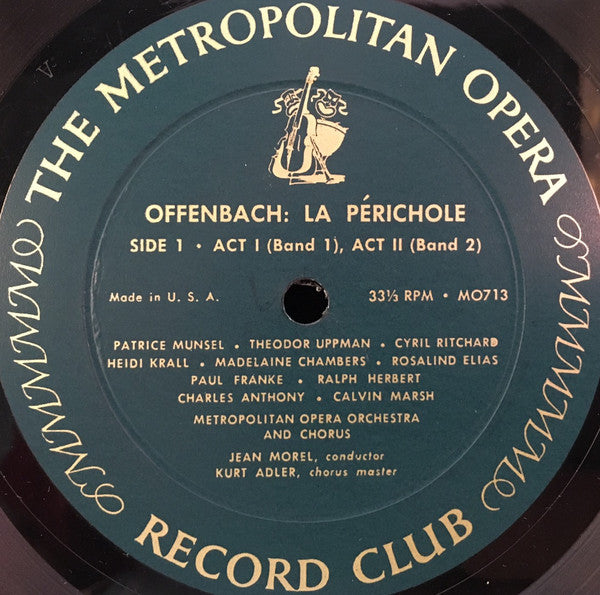 THE METROPOLITAN OPERA
OFFENBACH: LA PÉRICHOLE
SIDE 1 • ACT I (Band 1), ACT II (Band 2)
Made in U. S. A.
33⅓ RPM • MO713
PATRICE MUNSEL • THEODOR UPPMAN • CYRIL RITCHARD
HEIDI KRALL • MADELAINE CHAMBERS • ROSALIND ELIAS
PAUL FRANKE • RALPH HERBERT
CHARLES ANTHONY • CALVIN MARSH
METROPOLITAN OPERA ORCHESTRA
AND CHORUS
JEAN MOREL, conductor
KURT ADLER, chorus master
RECORD CLUB